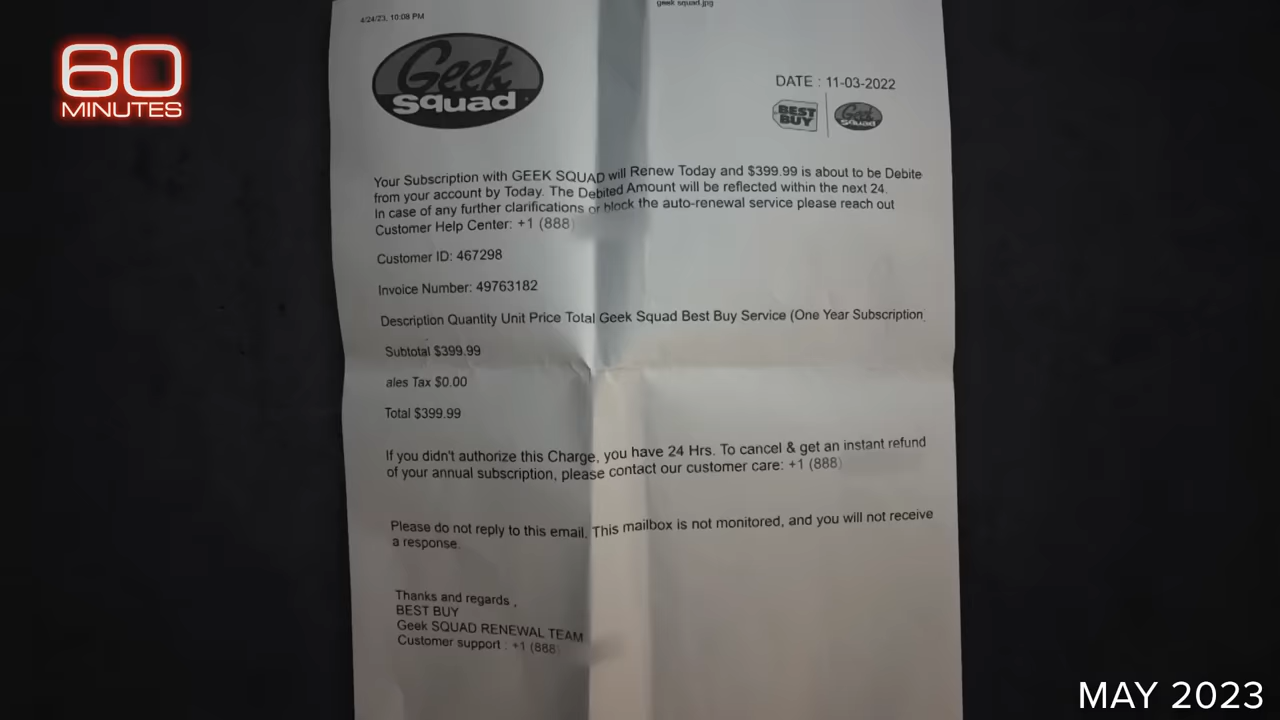 4/24/23, 10:08 PM
geek squad.jpg
60
MINUTES
Geek
Squad
DATE : 11-03-2022
BEST
BUY
Geek
Squad
Your Subscription with GEEK SQUAD will Renew Today and $399.99 is about to be Debite
from your account by Today. The Debited Amount will be reflected within the next 24.
In case of any further clarifications or block the auto-renewal service please reach out
Customer Help Center: +1 (888)
Customer ID: 467298
Invoice Number: 49763182
Description Quantity Unit Price Total Geek Squad Best Buy Service (One Year Subscription
Subtotal $399.99
ales Tax $0.00
Total $399.99
If you didn't authorize this Charge, you have 24 Hrs. To cancel & get an instant refund
of your annual subscription, please contact our customer care: +1 (888)
Please do not reply to this email. This mailbox is not monitored, and you will not receive
a response.
Thanks and regards ,
BEST BUY
Geek SQUAD RENEWAL TEAM
Customer support : +1 (888
MAY 2023